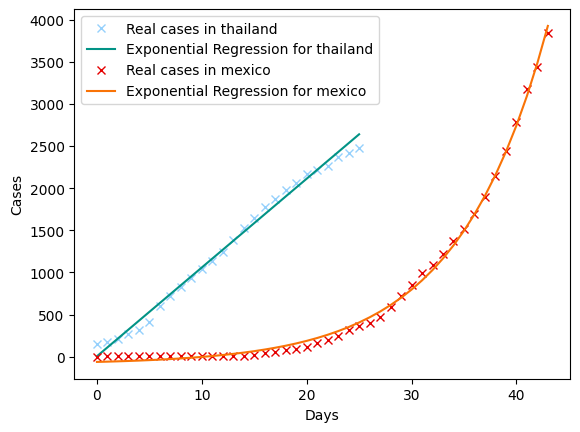 Real cases in thailand
Exponential Regression for thailand
Real cases in mexico
Exponential Regression for mexico
4000
3500
3000
2500
2000
1500
1000
500
0
Cases
0 10 20 30 40
Days